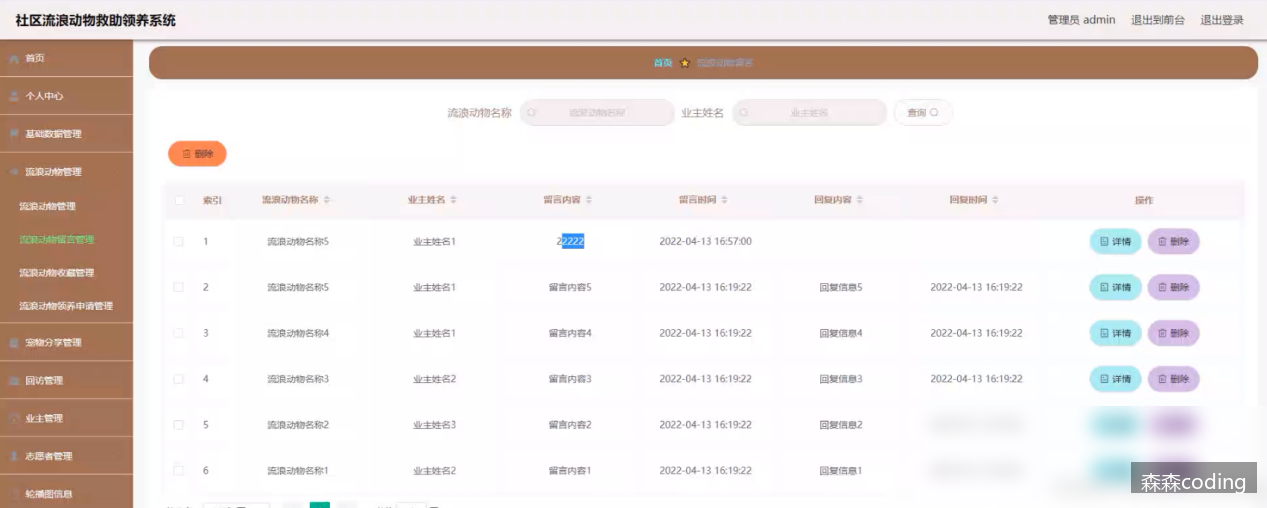 社区流浪动物救助领养系统
管理员 admin 退出到前台 退出登录
首页
个人中心
基础数据管理
流浪动物管理
流浪动物管理
流浪动物留言管理
流浪动物收藏管理
流浪动物领养申请管理
宠物分享管理
回访管理
业主管理
志愿者管理
轮播图信息
首页 流浪动物留言
流浪动物名称 流浪动物名称 业主姓名 业主姓名 查询
删除
索引 流浪动物名称 业主姓名 留言内容 留言时间 回复内容 回复时间 操作
1 流浪动物名称5 业主姓名1 22222 2022-04-13 16:57:00 详情 删除
2 流浪动物名称5 业主姓名1 留言内容5 2022-04-13 16:19:22 回复信息5 2022-04-13 16:19:22 详情 删除
3 流浪动物名称4 业主姓名1 留言内容4 2022-04-13 16:19:22 回复信息4 2022-04-13 16:19:22 详情 删除
4 流浪动物名称3 业主姓名2 留言内容3 2022-04-13 16:19:22 回复信息3 2022-04-13 16:19:22 详情 删除
5 流浪动物名称2 业主姓名3 留言内容2 2022-04-13 16:19:22 回复信息2
6 流浪动物名称1 业主姓名2 留言内容1 2022-04-13 16:19:22 回复信息1
森森coding